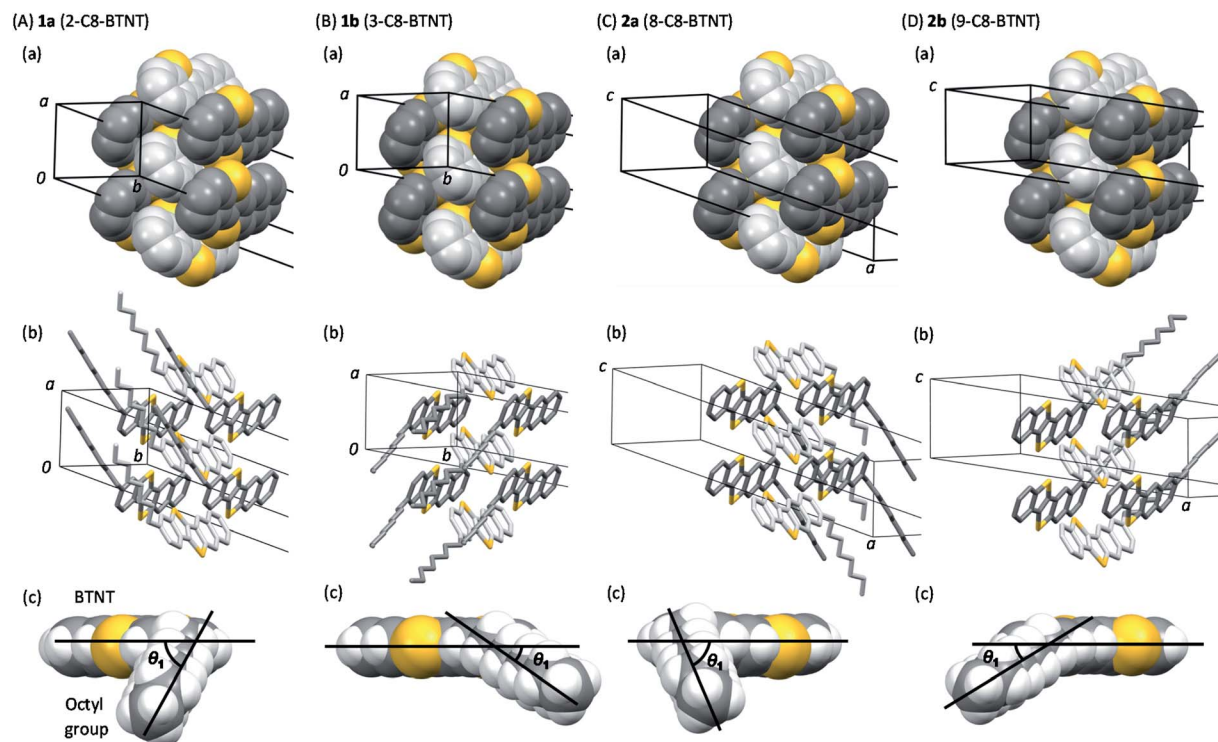 (A) 1a (2-C8-BTNT)
(B) 1b (3-C8-BTNT)
(C) 2a (8-C8-BTNT)
(D) 2b (9-C8-BTNT)
(a)
(a)
(a)
(a)
a
0
b
a
0
b
c
a
c
(b)
(b)
(b)
(b)
a
0
b
a
0
b
c
a
c
a
(c)
(c)
(c)
(c)
BTNT
θ1
Octyl
group
θ1
θ1
θ1